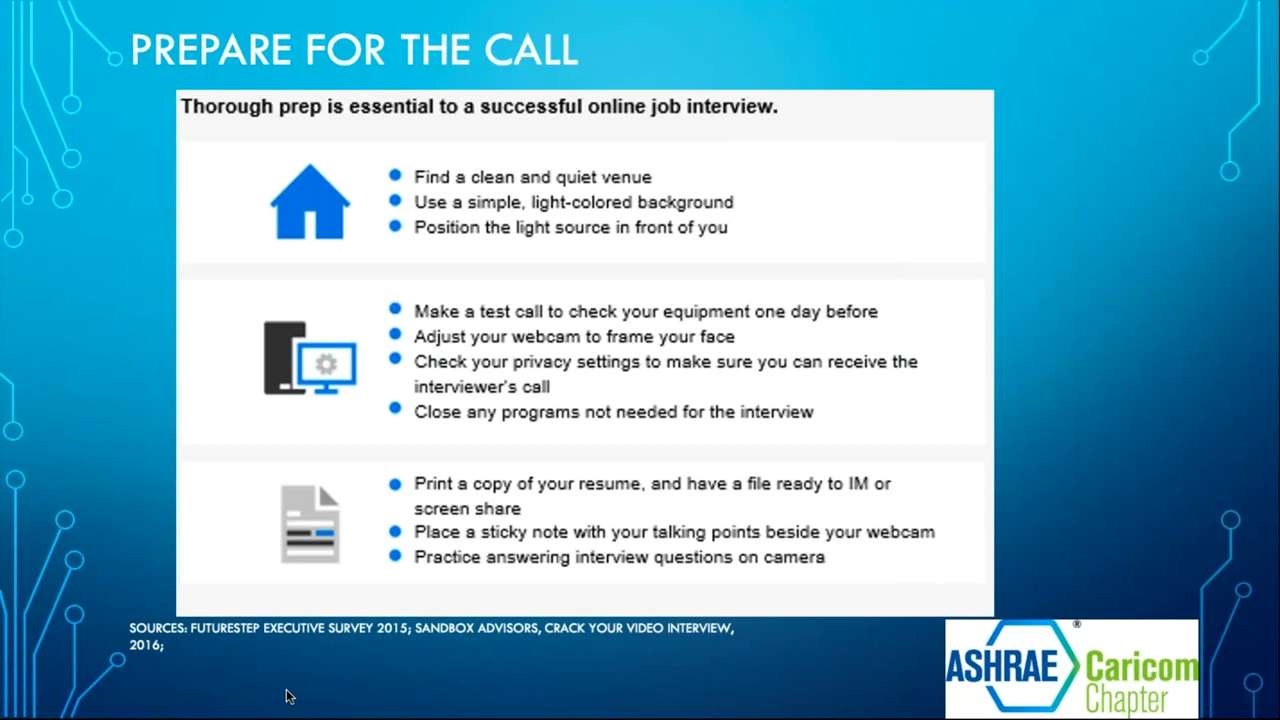 PREPARE FOR THE CALL
Thorough prep is essential to a successful online job interview.
Find a clean and quiet venue
Use a simple, light-colored background
Position the light source in front of you
Make a test call to check your equipment one day before
Adjust your webcam to frame your face
Check your privacy settings to make sure you can receive the
interviewer's call
Close any programs not needed for the interview
Print a copy of your resume, and have a file ready to IM or
screen share
Place a sticky note with your talking points beside your webcam
Practice answering interview questions on camera
SOURCES: FUTURESTEP EXECUTIVE SURVEY 2015; SANDBOX ADVISORS, CRACK YOUR VIDEO INTERVIEW,
2016;
ASHRAE® Caricom
Chapter